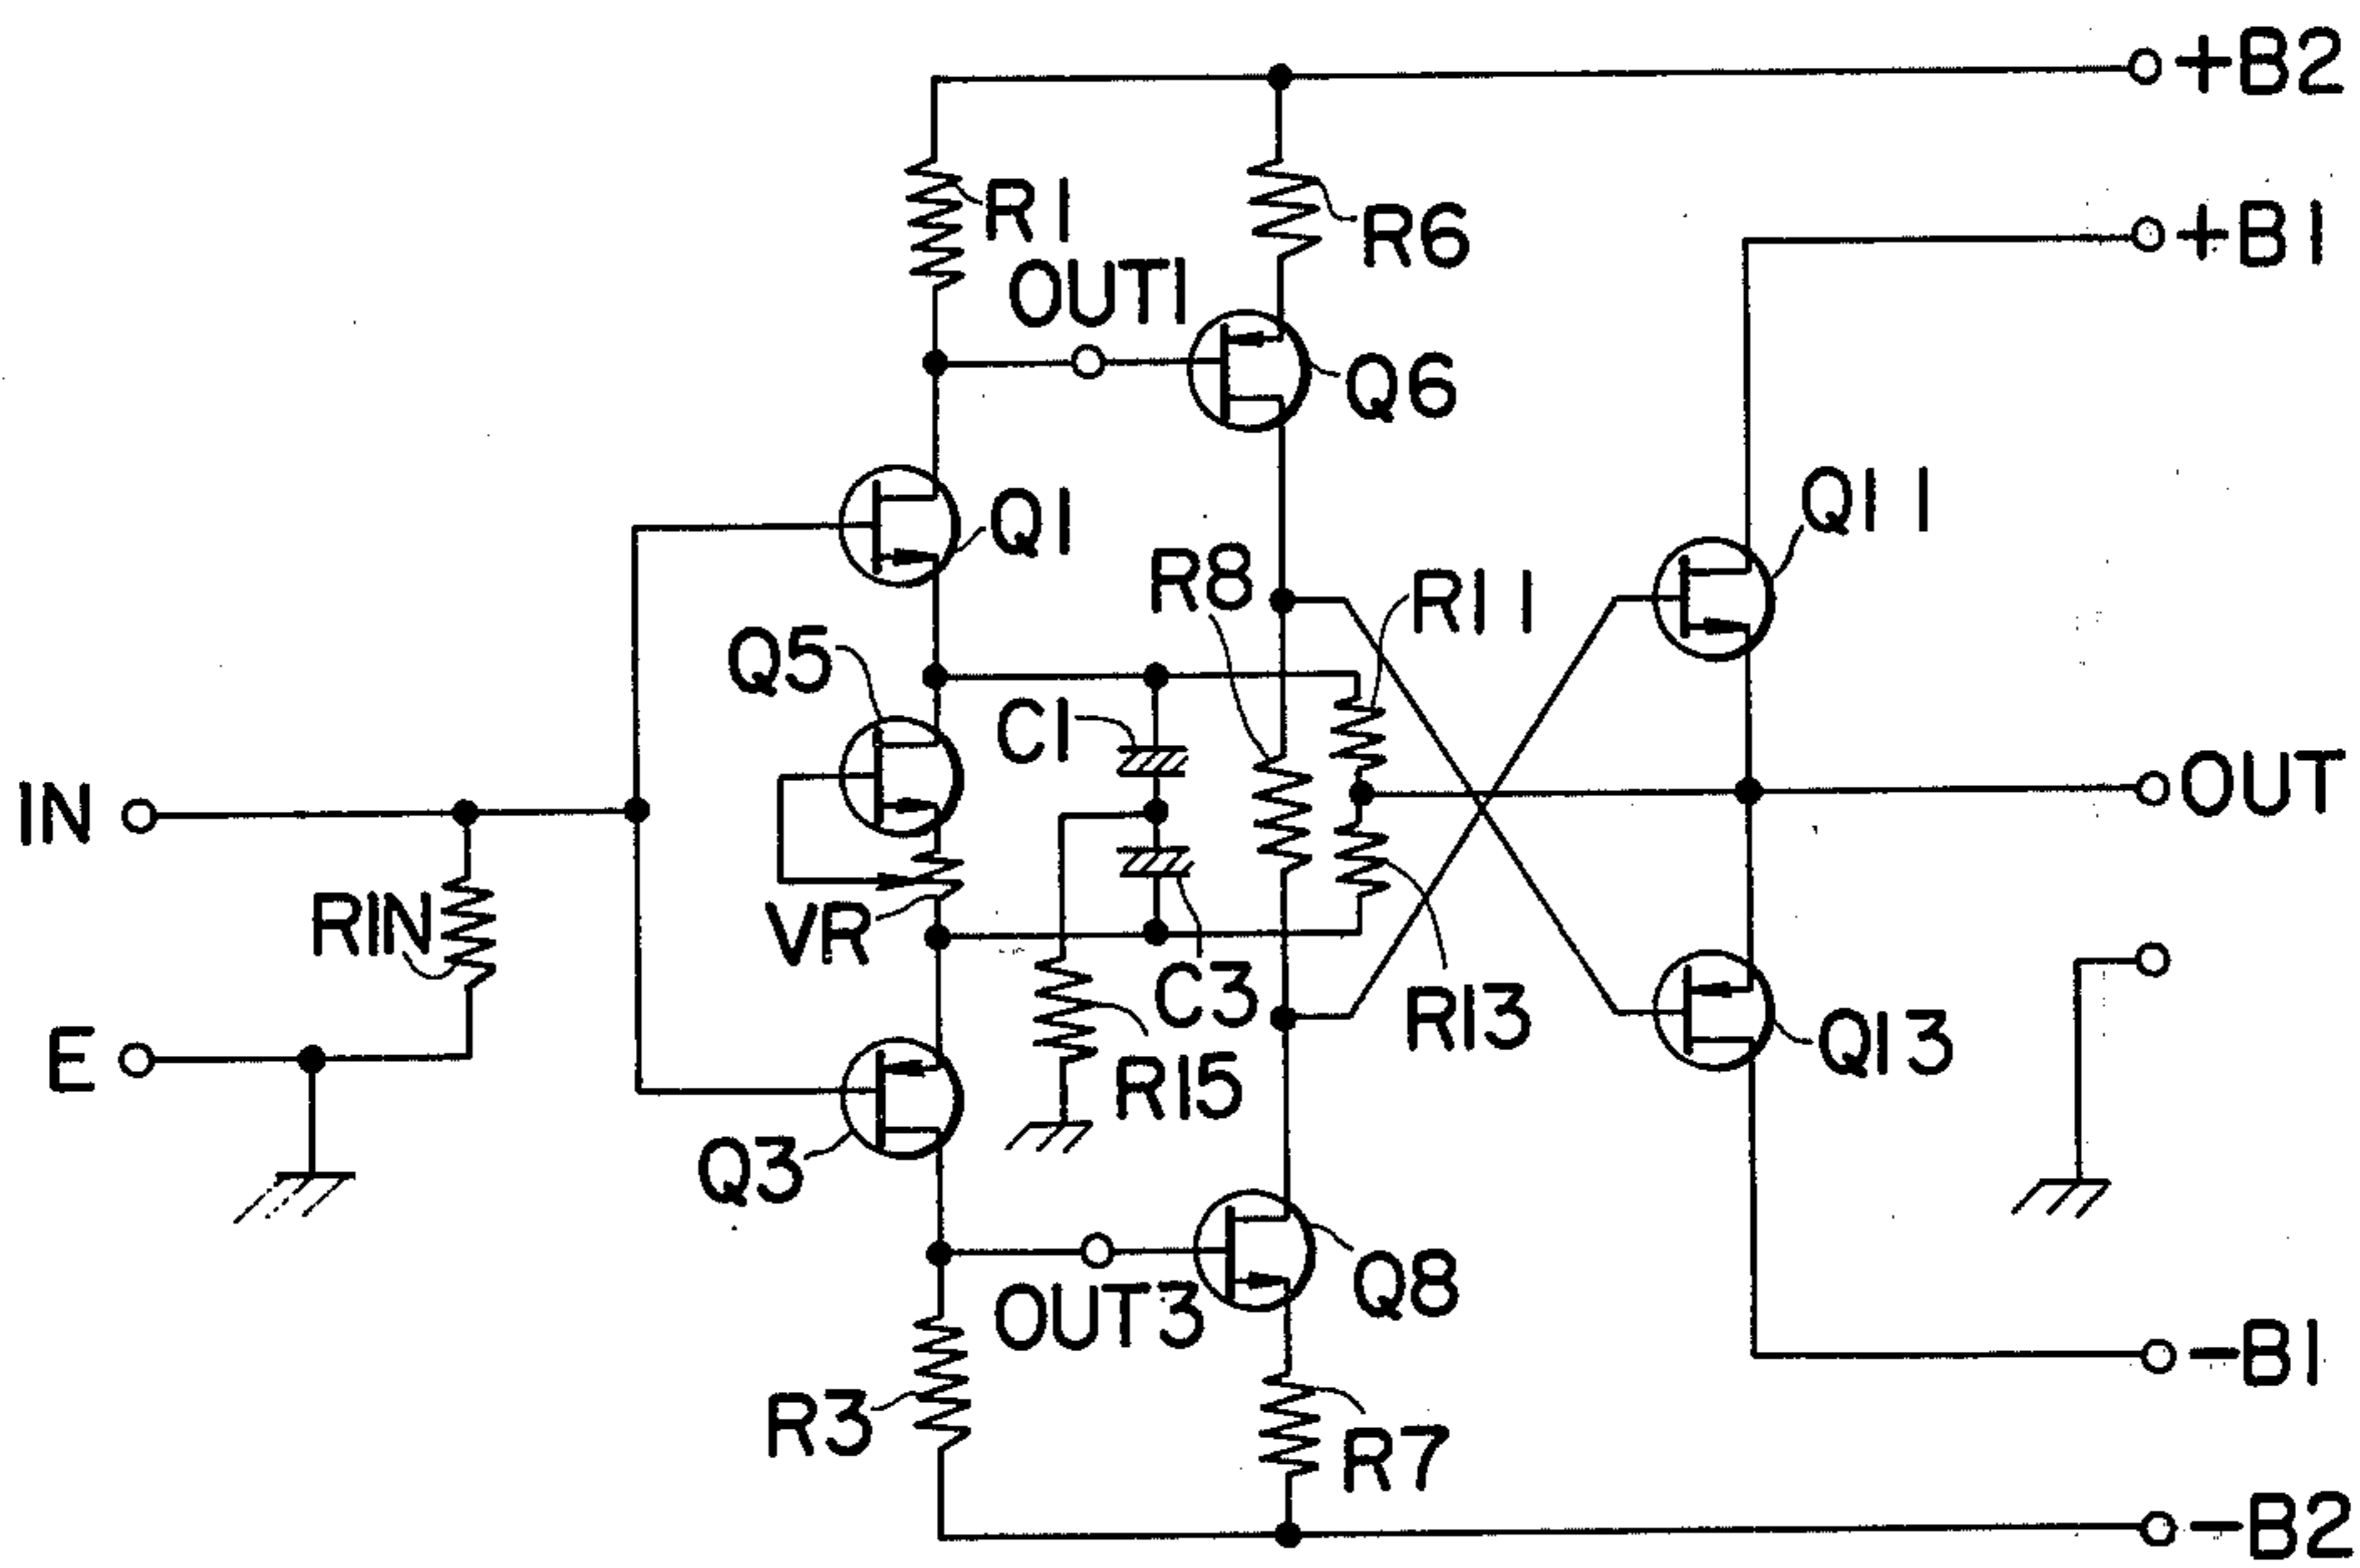 +B2
+B1
R1
R6
OUT1
Q6
Q1
Q11
R8
R11
Q5
C1
OUT
IN
RIN
VR
C3
R13
Q13
E
R15
Q3
Q8
OUT3
-B1
R3
R7
-B2